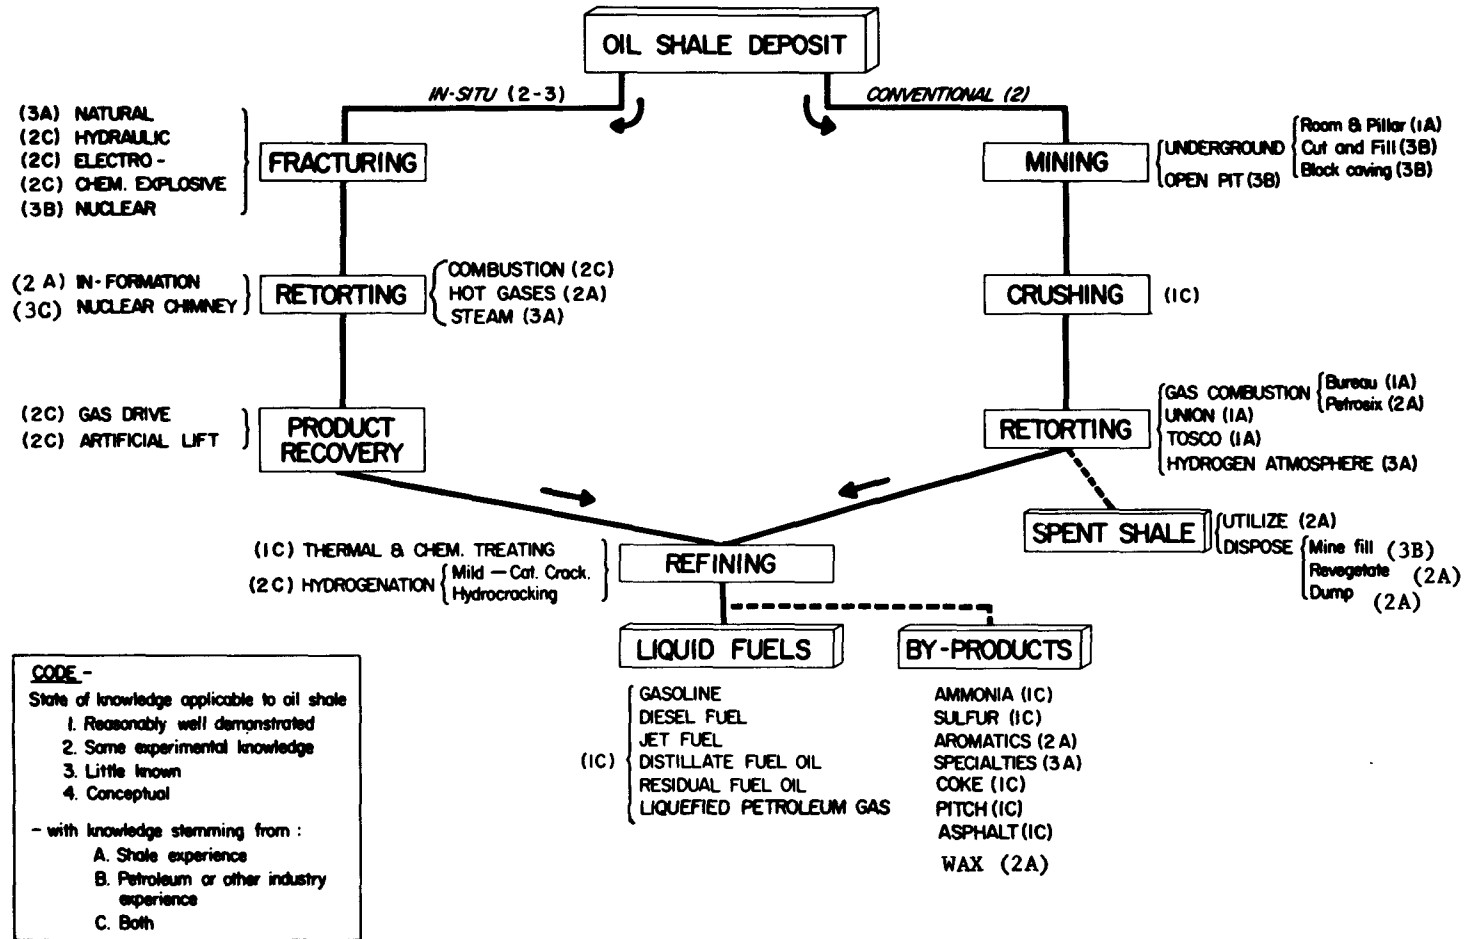 OIL SHALE DEPOSIT
IN-SITU (2-3)
CONVENTIONAL (2)
(3A) NATURAL
(2C) HYDRAULIC
(2C) ELECTRO-
(2C) CHEM. EXPLOSIVE
(3B) NUCLEAR
FRACTURING
MINING
UNDERGROUND
Room & Pillar (1A)
Cut and Fill (3B)
Block caving (3B)
OPEN PIT (3B)
(2A) IN-FORMATION
(3C) NUCLEAR CHIMNEY
RETORTING
COMBUSTION (2C)
HOT GASES (2A)
STEAM (3A)
CRUSHING
(1C)
(2C) GAS DRIVE
(2C) ARTIFICIAL LIFT
PRODUCT
RECOVERY
RETORTING
GAS COMBUSTION
Bureau (1A)
Petrosix (2A)
UNION (1A)
TOSCO (1A)
HYDROGEN ATMOSPHERE (3A)
SPENT SHALE
UTILIZE (2A)
DISPOSE
Mine fill (3B)
Revegetate (2A)
Dump (2A)
(1C) THERMAL & CHEM. TREATING
(2C) HYDROGENATION
Mild — Cat. Crack.
Hydrocracking
REFINING
LIQUID FUELS
BY-PRODUCTS
(1C)
GASOLINE
DIESEL FUEL
JET FUEL
DISTILLATE FUEL OIL
RESIDUAL FUEL OIL
LIQUEFIED PETROLEUM GAS
AMMONIA (1C)
SULFUR (1C)
AROMATICS (2A)
SPECIALTIES (3A)
COKE (1C)
PITCH (1C)
ASPHALT (1C)
WAX (2A)
CODE -
State of knowledge applicable to oil shale
1. Reasonably well demonstrated
2. Some experimental knowledge
3. Little known
4. Conceptual
- with knowledge stemming from :
A. Shale experience
B. Petroleum or other industry
experience
C. Both